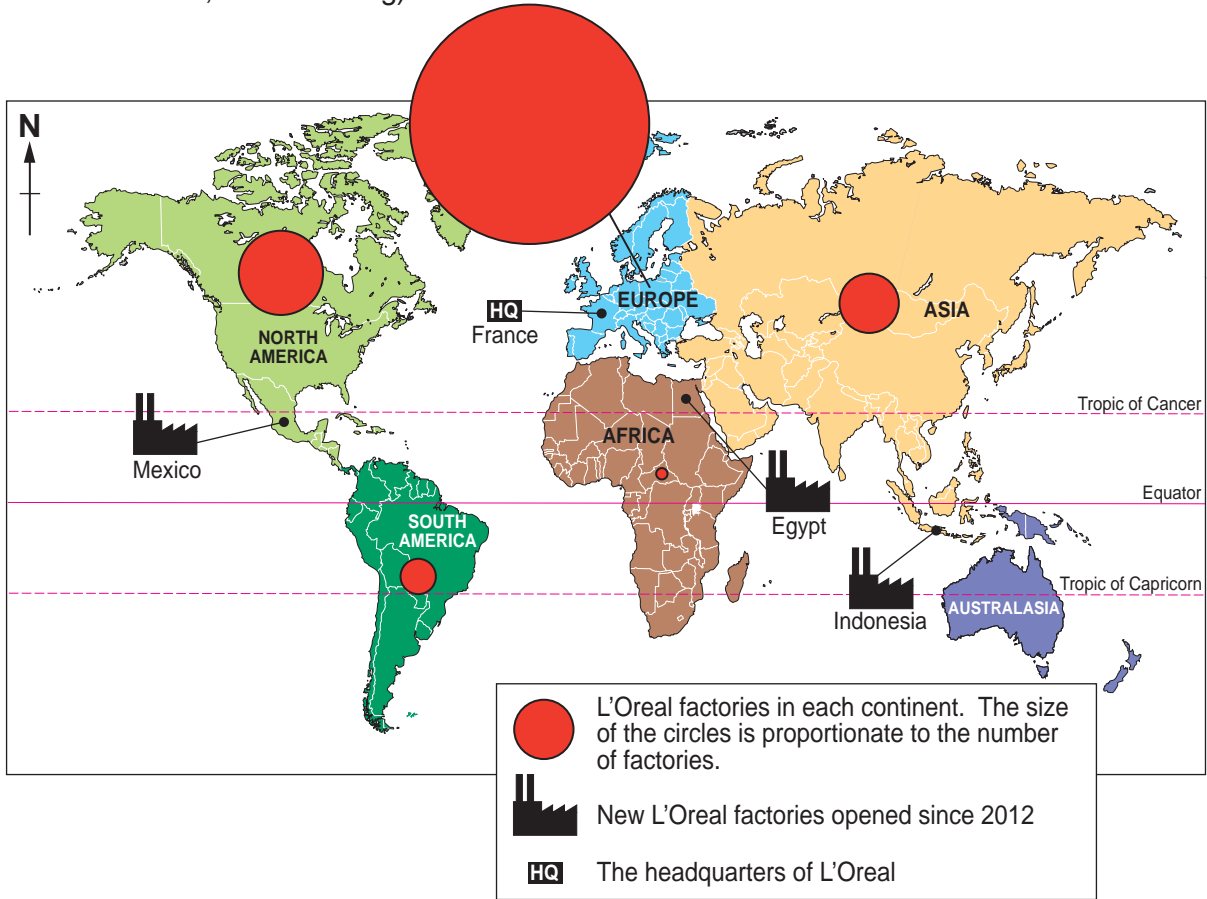 N
NORTH
AMERICA
HQ
France
EUROPE
ASIA
Mexico
AFRICA
Tropic of Cancer
Egypt
Equator
SOUTH
AMERICA
Indonesia
Tropic of Capricorn
AUSTRALASIA
L'Oreal factories in each continent. The size
of the circles is proportionate to the number
of factories.
New L'Oreal factories opened since 2012
HQ The headquarters of L'Oreal